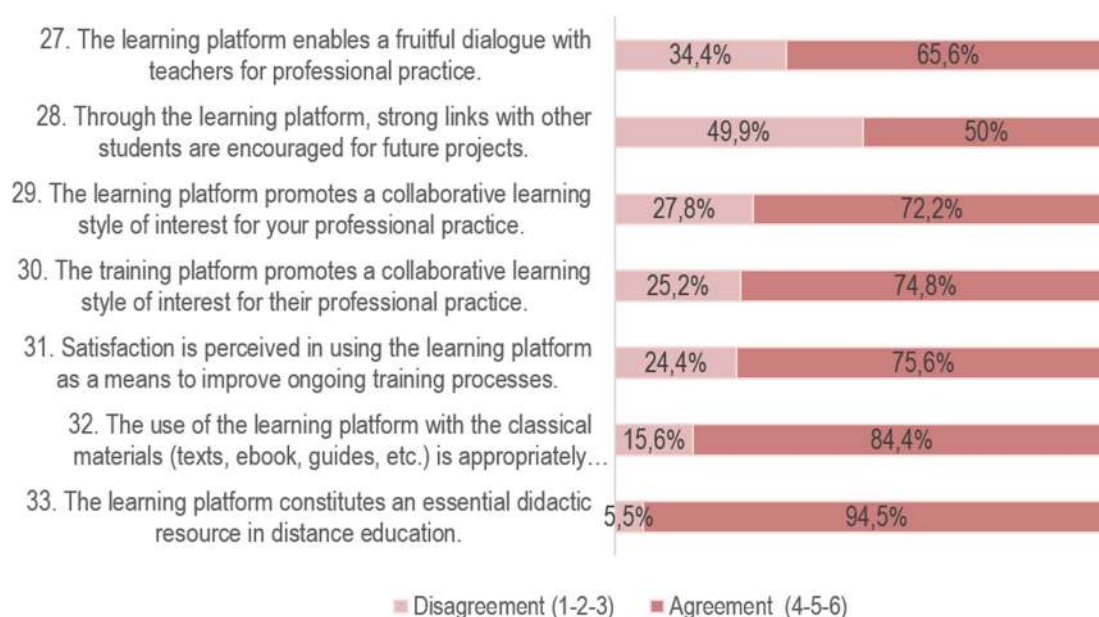 27. The learning platform enables a fruitful dialogue with
teachers for professional practice.
34,4%
65,6%
28. Through the learning platform, strong links with other
students are encouraged for future projects.
49,9%
50%
29. The learning platform promotes a collaborative learning
style of interest for your professional practice.
27,8%
72,2%
30. The training platform promotes a collaborative learning
style of interest for their professional practice.
25,2%
74,8%
31. Satisfaction is perceived in using the learning platform
as a means to improve ongoing training processes.
24,4%
75,6%
32. The use of the learning platform with the classical
materials (texts, ebook, guides, etc.) is appropriately…
15,6%
84,4%
33. The learning platform constitutes an essential didactic
resource in distance education.
5,5%
94,5%
Disagreement (1-2-3)
Agreement (4-5-6)